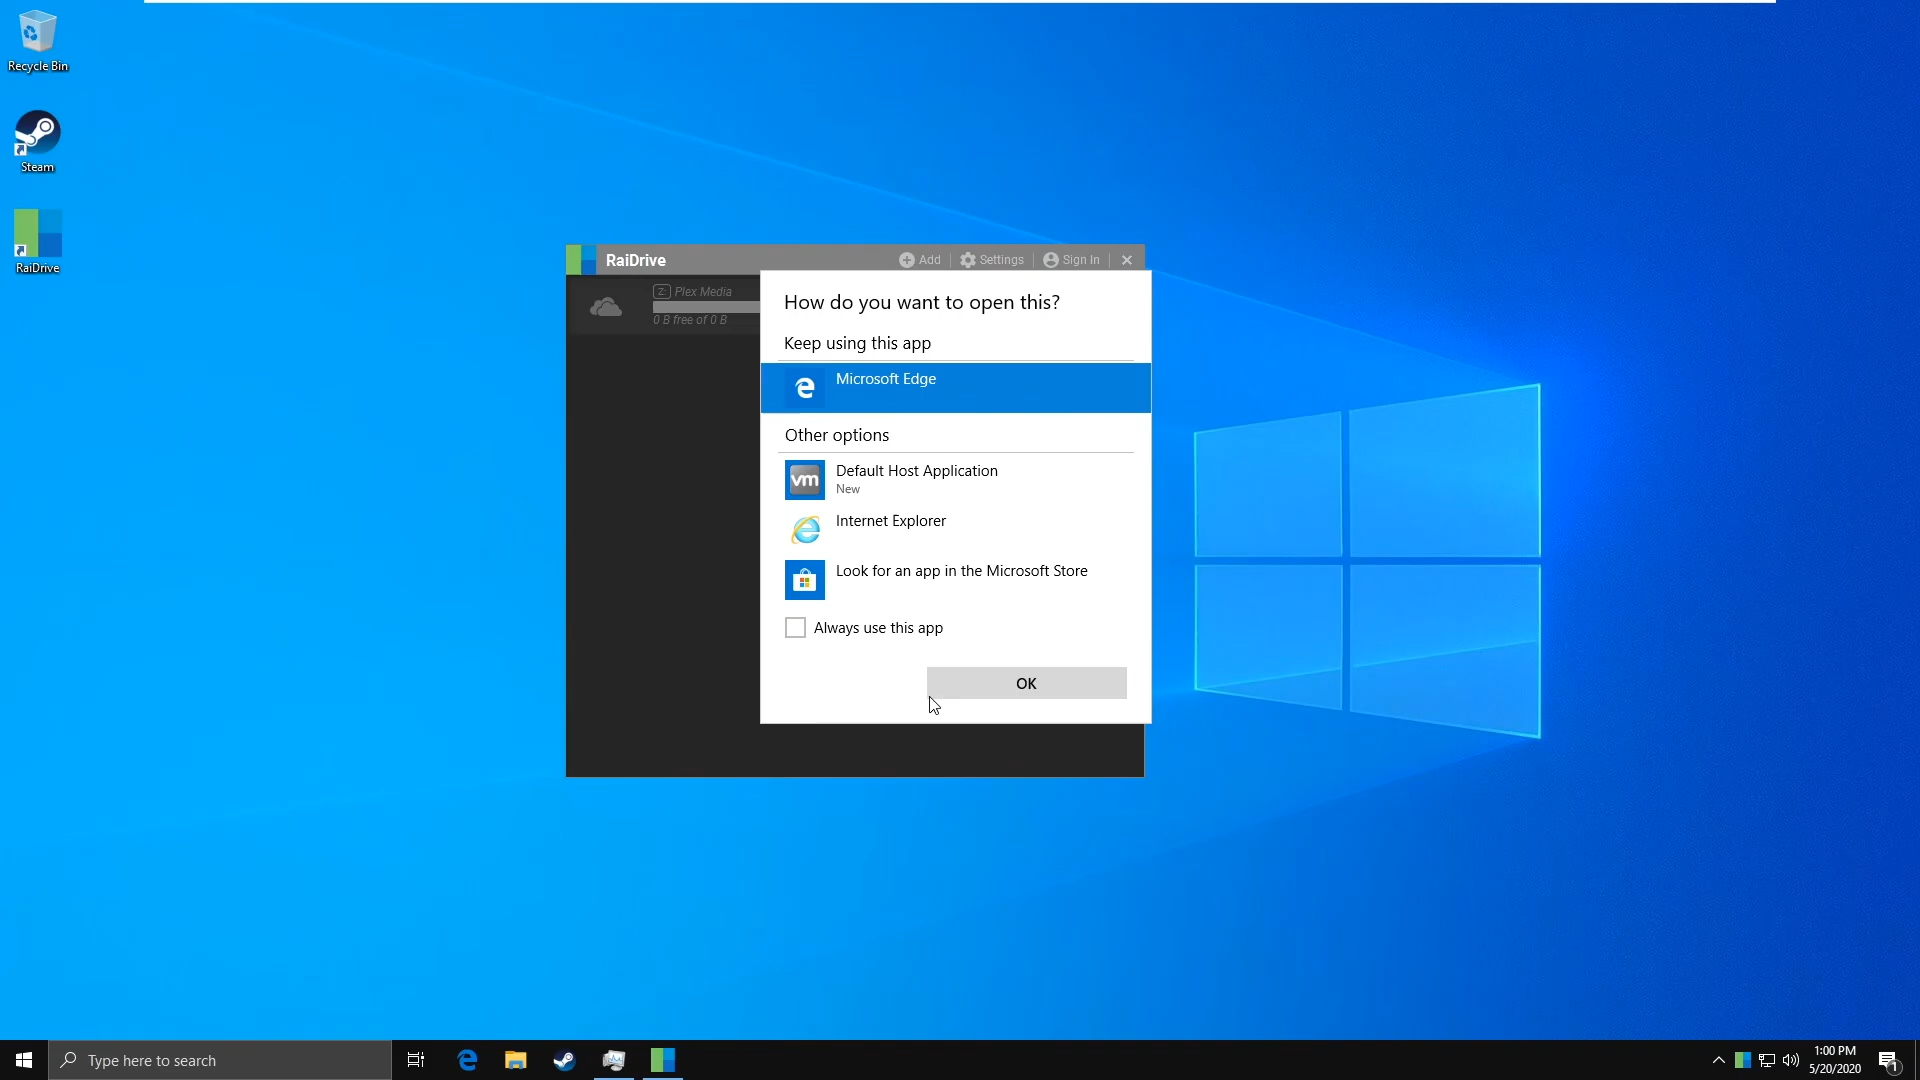 Recycle Bin
Steam
RaiDrive
RaiDrive
Add
Settings
Sign In
Z: Plex Media
0 B free of 0 B
How do you want to open this?
Keep using this app
Microsoft Edge
Other options
vm
Default Host Application
New
Internet Explorer
Look for an app in the Microsoft Store
Always use this app
OK
Type here to search
1:00 PM
5/20/2020
1